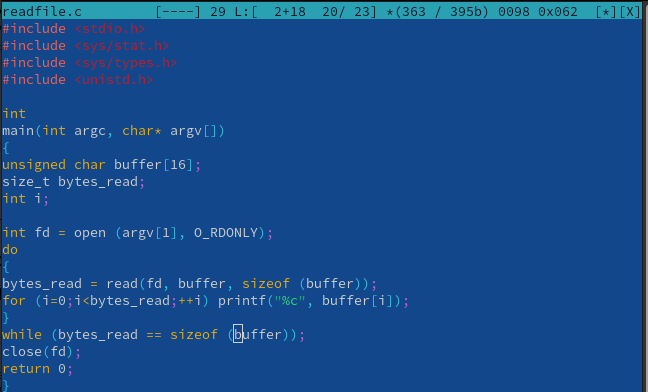 readfile.c [----] 29 L:[ 2+18 20/ 23] *(363 / 395b) 0098 0x062 [*][X]
#include <stdio.h>
#include <sys/stat.h>
#include <sys/types.h>
#include <unistd.h>
int
main(int argc, char* argv[])
{
unsigned char buffer[16];
size_t bytes_read;
int i;
int fd = open (argv[1], O_RDONLY);
do
{
bytes_read = read(fd, buffer, sizeof (buffer));
for (i=0;i<bytes_read;++i) printf("%c", buffer[i]);
}
while (bytes_read == sizeof (buffer));
close(fd);
return 0;
}